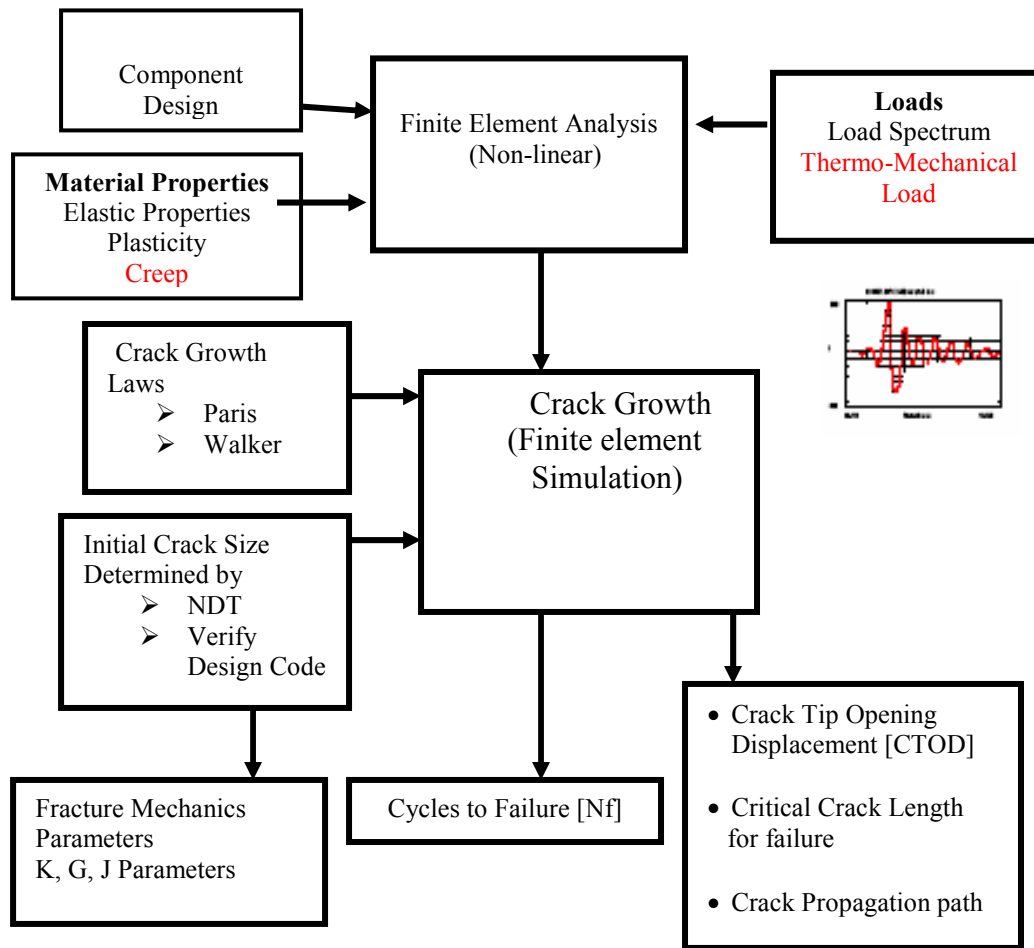 Component
Design
Finite Element Analysis
(Non-linear)
Loads
Load Spectrum
Thermo-Mechanical
Load
Material Properties
Elastic Properties
Plasticity
Creep
Crack Growth
Laws
➢ Paris
➢ Walker
Crack Growth
(Finite element
Simulation)
Initial Crack Size
Determined by
➢ NDT
➢ Verify
Design Code
Fracture Mechanics
Parameters
K, G, J Parameters
Cycles to Failure [Nf]
• Crack Tip Opening
Displacement [CTOD]
• Critical Crack Length
for failure
• Crack Propagation path